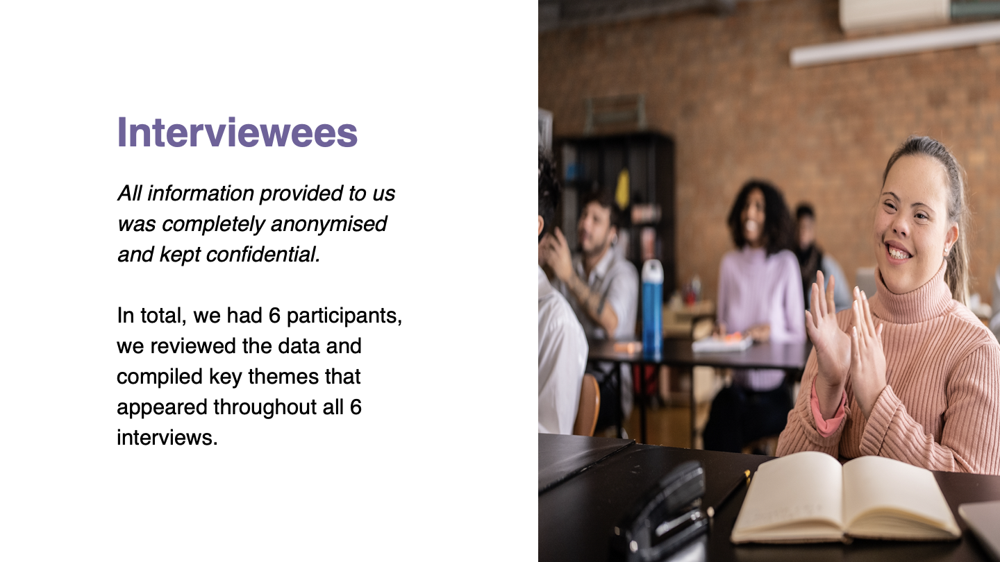 Interviewees
All information provided to us
was completely anonymised
and kept confidential.
In total, we had 6 participants,
we reviewed the data and
compiled key themes that
appeared throughout all 6
interviews.